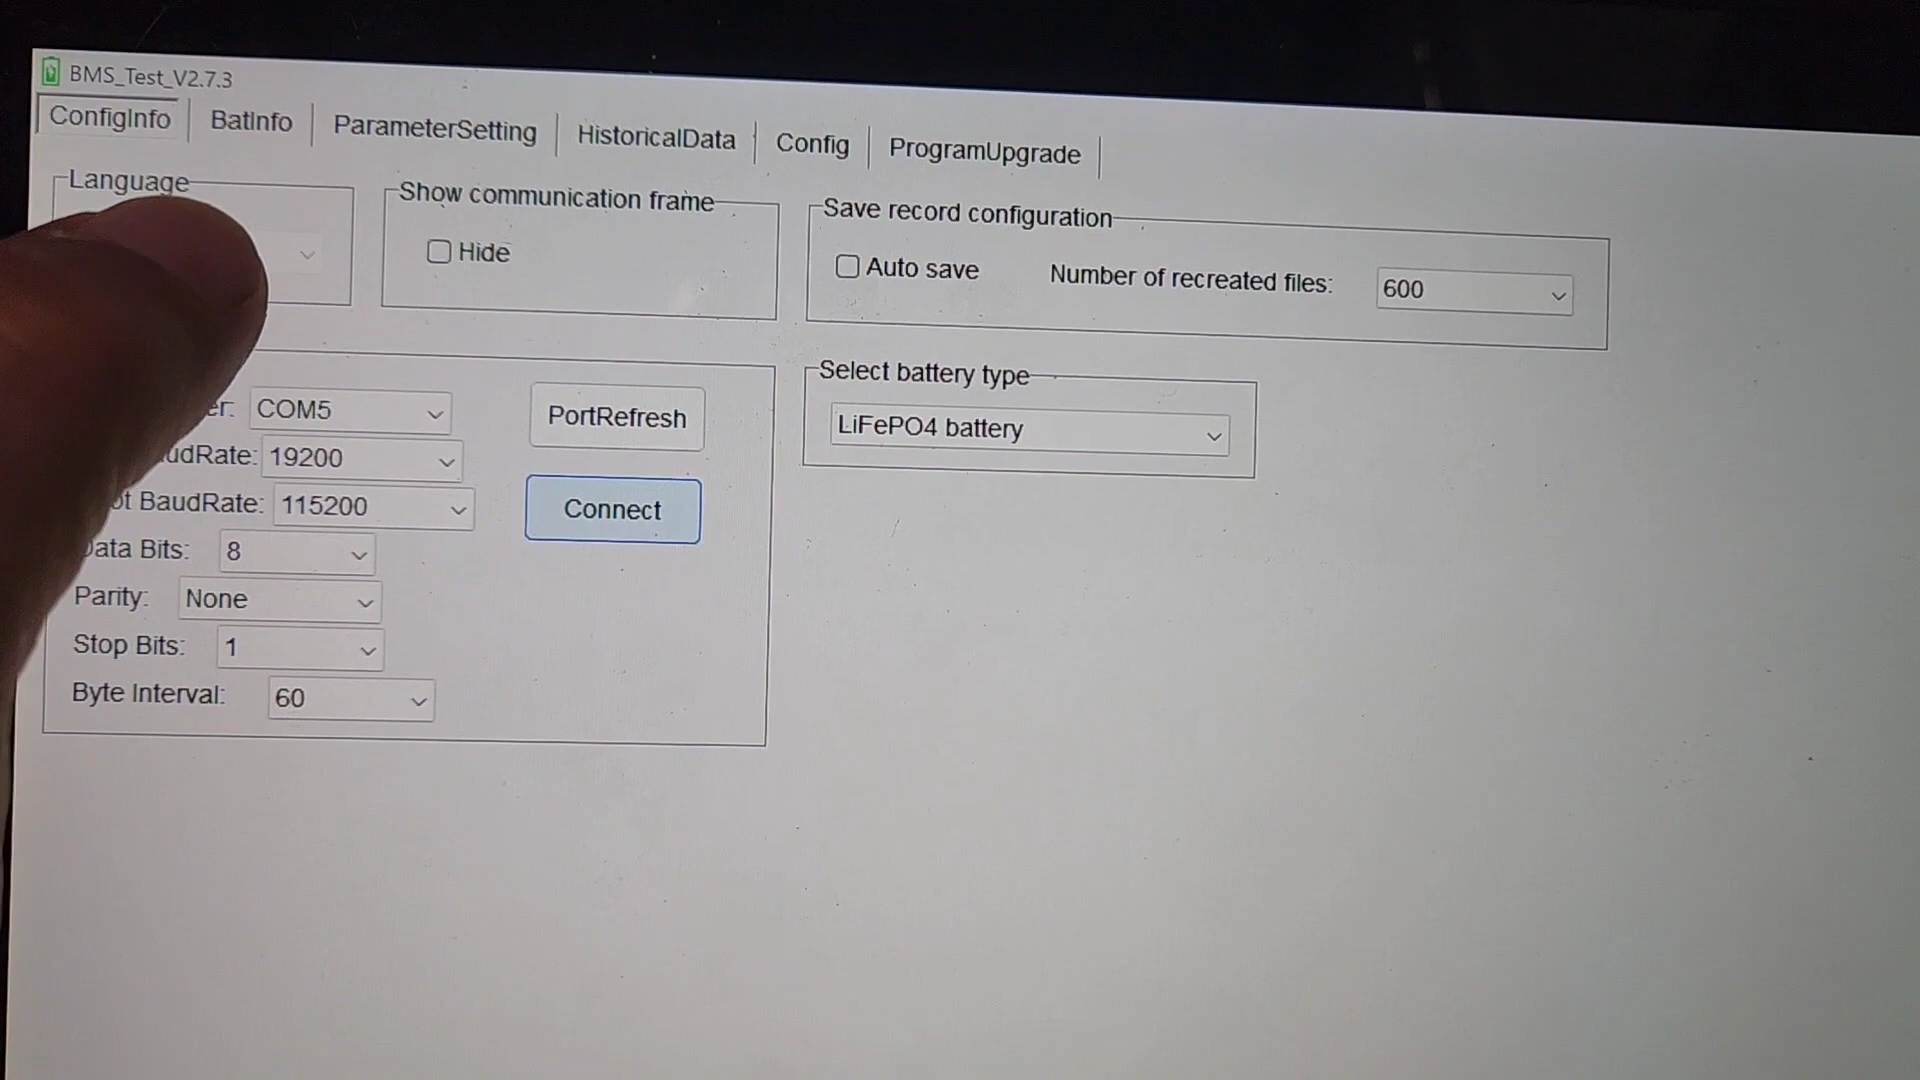 BMS_Test_V2.7.3
ConfigInfo BatInfo ParameterSetting HistoricalData Config ProgramUpgrade
Language
Show communication frame
Save record configuration
Hide
Auto save Number of recreated files: 600
Select battery type
COM5 PortRefresh
LiFePO4 battery
19200
BaudRate: 115200 Connect
Data Bits: 8
Parity: None
Stop Bits: 1
Byte Interval: 60